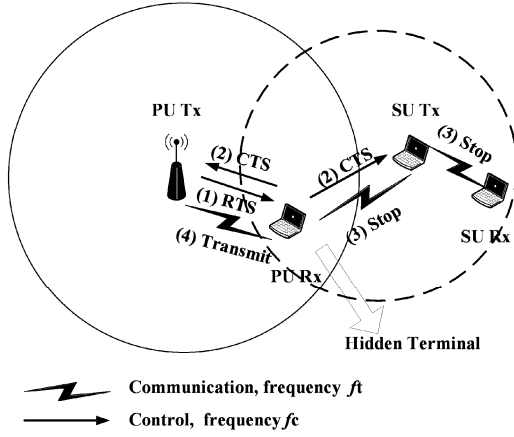 PU Tx
SU Tx
(2) CTS
(2) CTS
(3) Stop
(1) RTS
(3) Stop
(4) Transmit
SU Rx
PU Rx
Hidden Terminal
Communication, frequency ft
Control, frequency fc